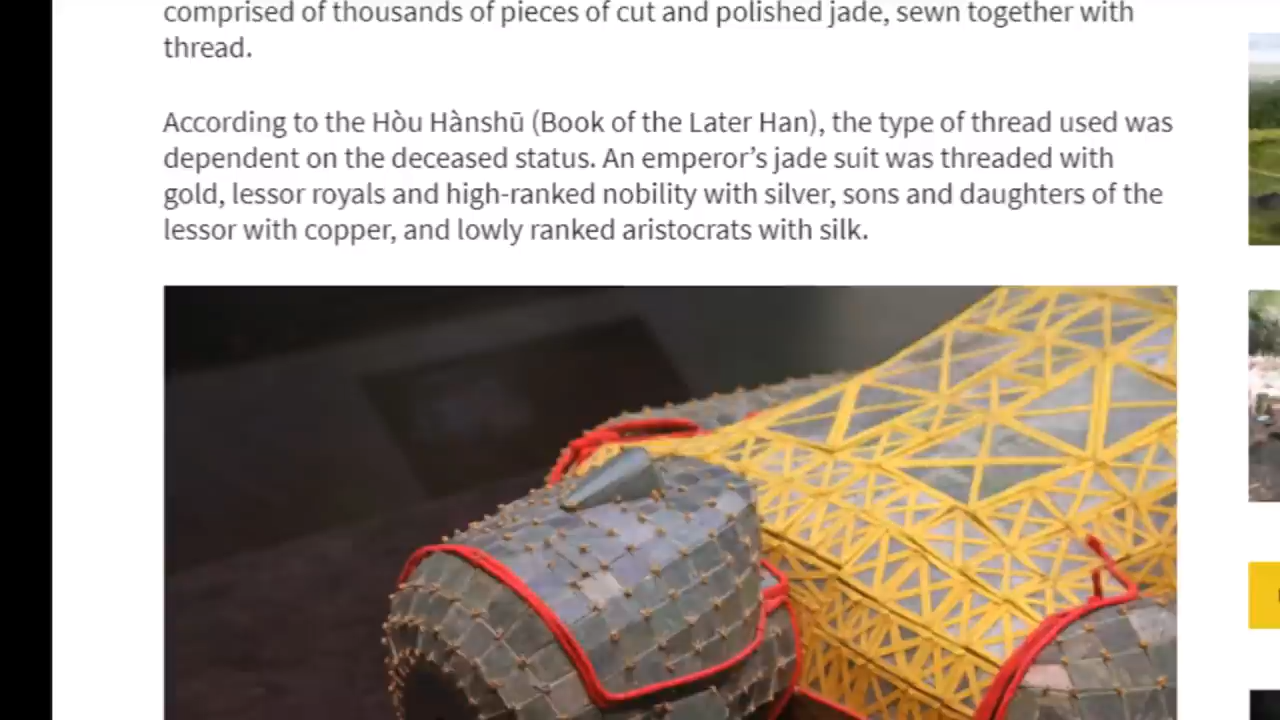 comprised of thousands of pieces of cut and polished jade, sewn together with
thread.
According to the Hòu Hànshū (Book of the Later Han), the type of thread used was
dependent on the deceased status. An emperor’s jade suit was threaded with
gold, lessor royals and high-ranked nobility with silver, sons and daughters of the
lessor with copper, and lowly ranked aristocrats with silk.